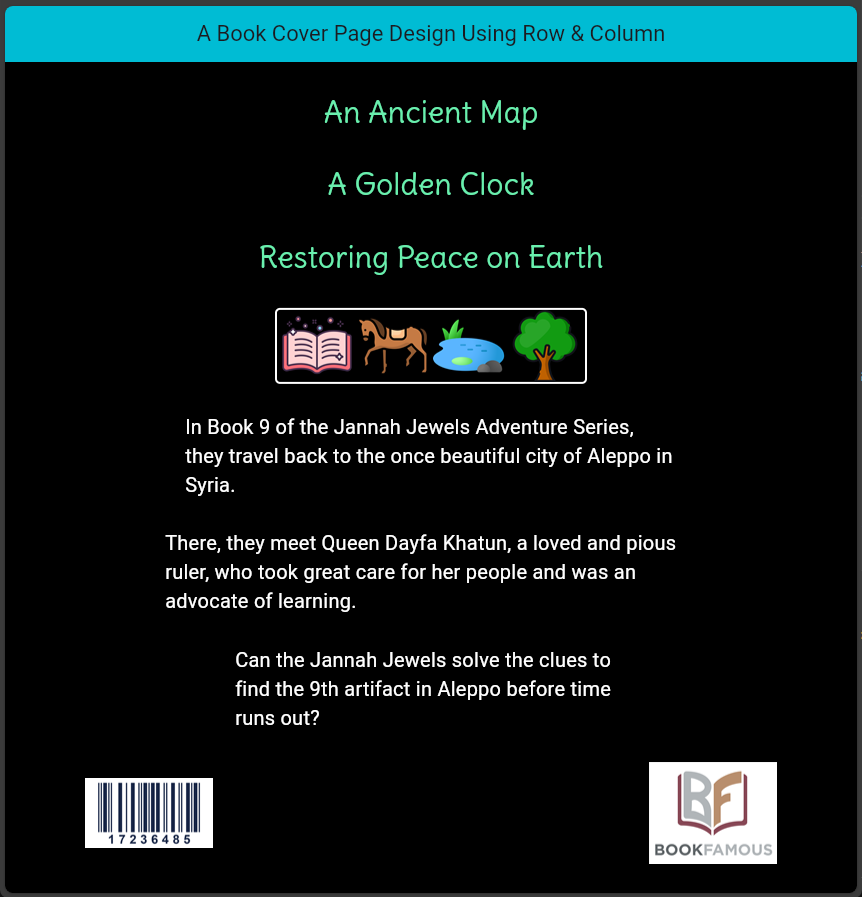 A Book Cover Page Design Using Row & Column
An Ancient Map
A Golden Clock
Restoring Peace on Earth
In Book 9 of the Jannah Jewels Adventure Series,
they travel back to the once beautiful city of Aleppo in
Syria.
There, they meet Queen Dayfa Khatun, a loved and pious
ruler, who took great care for her people and was an
advocate of learning.
Can the Jannah Jewels solve the clues to
find the 9th artifact in Aleppo before time
runs out?
17236485
BF
BOOKFAMOUS